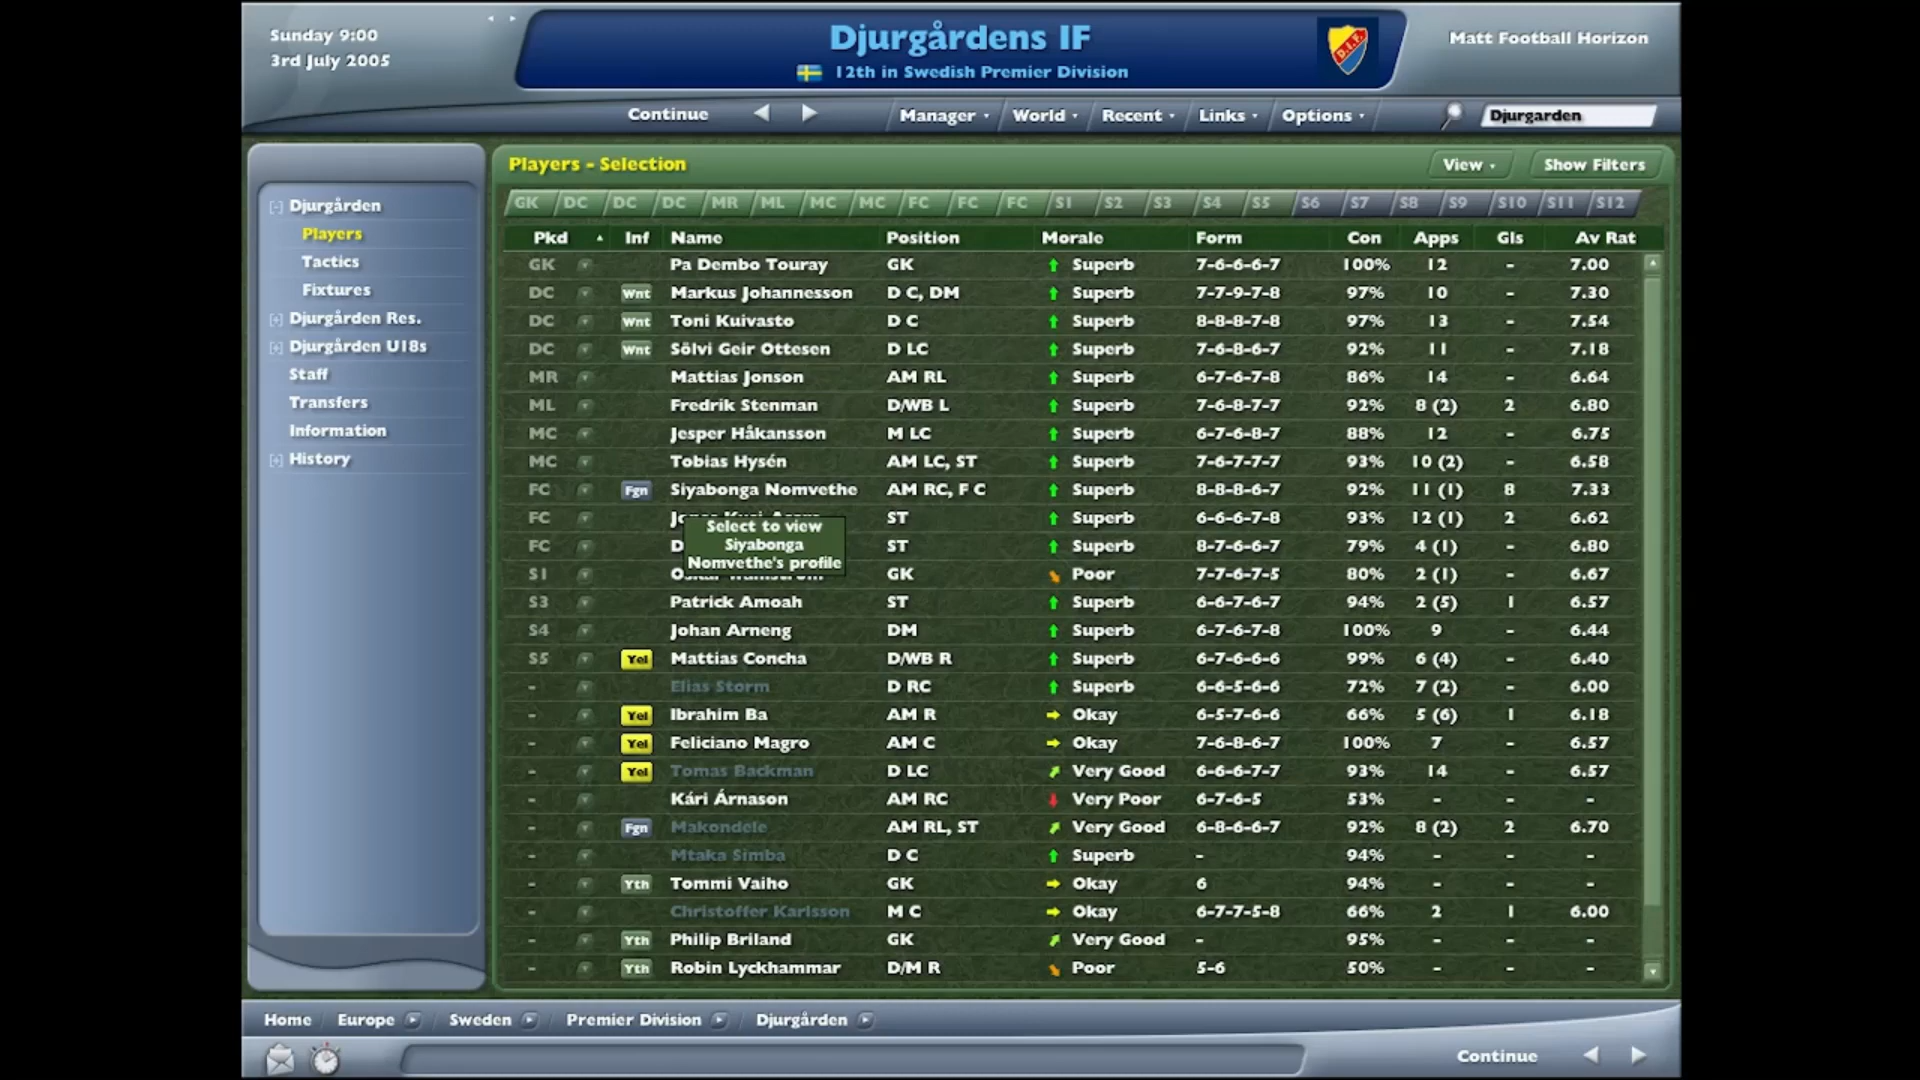 Sunday 9:00
3rd July 2005
Djurgårdens IF
12th in Swedish Premier Division
D.I.F.
Matt Football Horizon
Continue
Manager World Recent Links Options
Djurgarden
Djurgården
Players
Tactics
Fixtures
Djurgården Res.
Djurgården U18s
Staff
Transfers
Information
History
Players - Selection
View Show Filters
GK DC DC DC MR ML MC MC FC FC FC S1 S2 S3 S4 S5 S6 S7 S8 S9 S10 S11 S12
Pkd Inf Name Position Morale Form Con Apps Gls Av Rat
GK Pa Dembo Touray GK Superb 7-6-6-6-7 100% 12 - 7.00
DC Wnt Markus Johannesson D C, DM Superb 7-7-9-7-8 97% 10 - 7.30
DC Wnt Toni Kuivasto D C Superb 8-8-8-7-8 97% 13 - 7.54
DC Wnt Sölvi Geir Ottesen D LC Superb 7-6-8-6-7 92% 11 - 7.18
MR Mattias Jonson AM RL Superb 6-7-6-7-8 86% 14 - 6.64
ML Fredrik Stenman D/WB L Superb 7-6-8-7-7 92% 8 (2) 2 6.80
MC Jesper Håkansson M LC Superb 6-7-6-8-7 88% 12 - 6.75
MC Tobias Hysén AM LC, ST Superb 7-6-7-7-7 93% 10 (2) - 6.58
FC Fgn Siyabonga Nomvethe AM RC, F C Superb 8-8-8-6-7 92% 11 (1) 8 7.33
FC ST Superb 6-6-6-7-8 93% 12 (1) 2 6.62
FC ST Superb 8-7-6-6-7 79% 4 (1) - 6.80
Select to view
Siyabonga
Nomvethe's profile
S1 GK Poor 7-7-6-7-5 80% 2 (1) - 6.67
S3 Patrick Amoah ST Superb 6-6-7-6-7 94% 2 (5) 1 6.57
S4 Johan Arneng DM Superb 6-7-6-7-8 100% 9 - 6.44
S5 Yel Mattias Concha D/WB R Superb 6-7-6-6-6 99% 6 (4) - 6.40
- Elias Storm D RC Superb 6-6-5-6-6 72% 7 (2) - 6.00
- Yel Ibrahim Ba AM R Okay 6-5-7-6-6 66% 5 (6) 1 6.18
- Yel Feliciano Magro AM C Okay 7-6-8-6-7 100% 7 - 6.57
- Yel Tomas Backman D LC Very Good 6-6-6-7-7 93% 14 - 6.57
- Kári Árnason AM RC Very Poor 6-7-6-5 53% - - -
- Fgn Makondele AM RL, ST Very Good 6-8-6-6-7 92% 8 (2) 2 6.70
- Mtaka Simba D C Superb - 94% - - -
- Yth Tommi Vaiho GK Okay 6 94% - - -
- Christoffer Karlsson M C Okay 6-7-7-5-8 66% 2 1 6.00
- Yth Philip Briland GK Very Good - 95% - - -
- Yth Robin Lyckhammar D/M R Poor 5-6 50% - - -
Home Europe Sweden Premier Division Djurgården
Continue